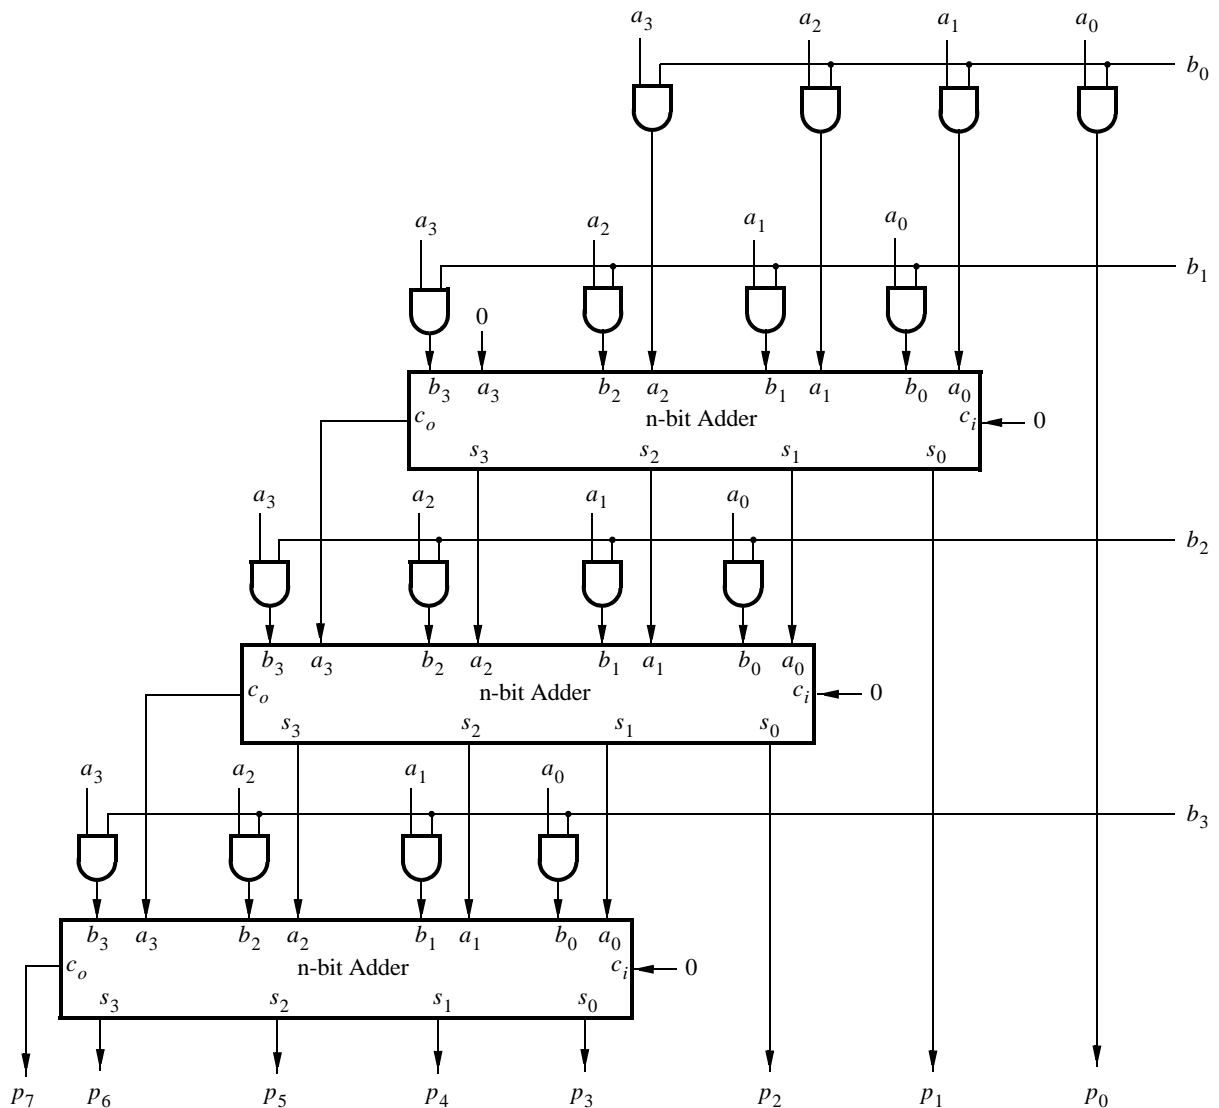 a₃ a₂ a₁ a₀
b₀
a₃ a₂ a₁ a₀
b₁
0
b₃ a₃ b₂ a₂ b₁ a₁ b₀ a₀
cₒ n-bit Adder cᵢ 0
s₃ s₂ s₁ s₀
a₃ a₂ a₁ a₀
b₂
b₃ a₃ b₂ a₂ b₁ a₁ b₀ a₀
cₒ n-bit Adder cᵢ 0
s₃ s₂ s₁ s₀
a₃ a₂ a₁ a₀
b₃
b₃ a₃ b₂ a₂ b₁ a₁ b₀ a₀
cₒ n-bit Adder cᵢ 0
s₃ s₂ s₁ s₀
p₇ p₆ p₅ p₄ p₃ p₂ p₁ p₀